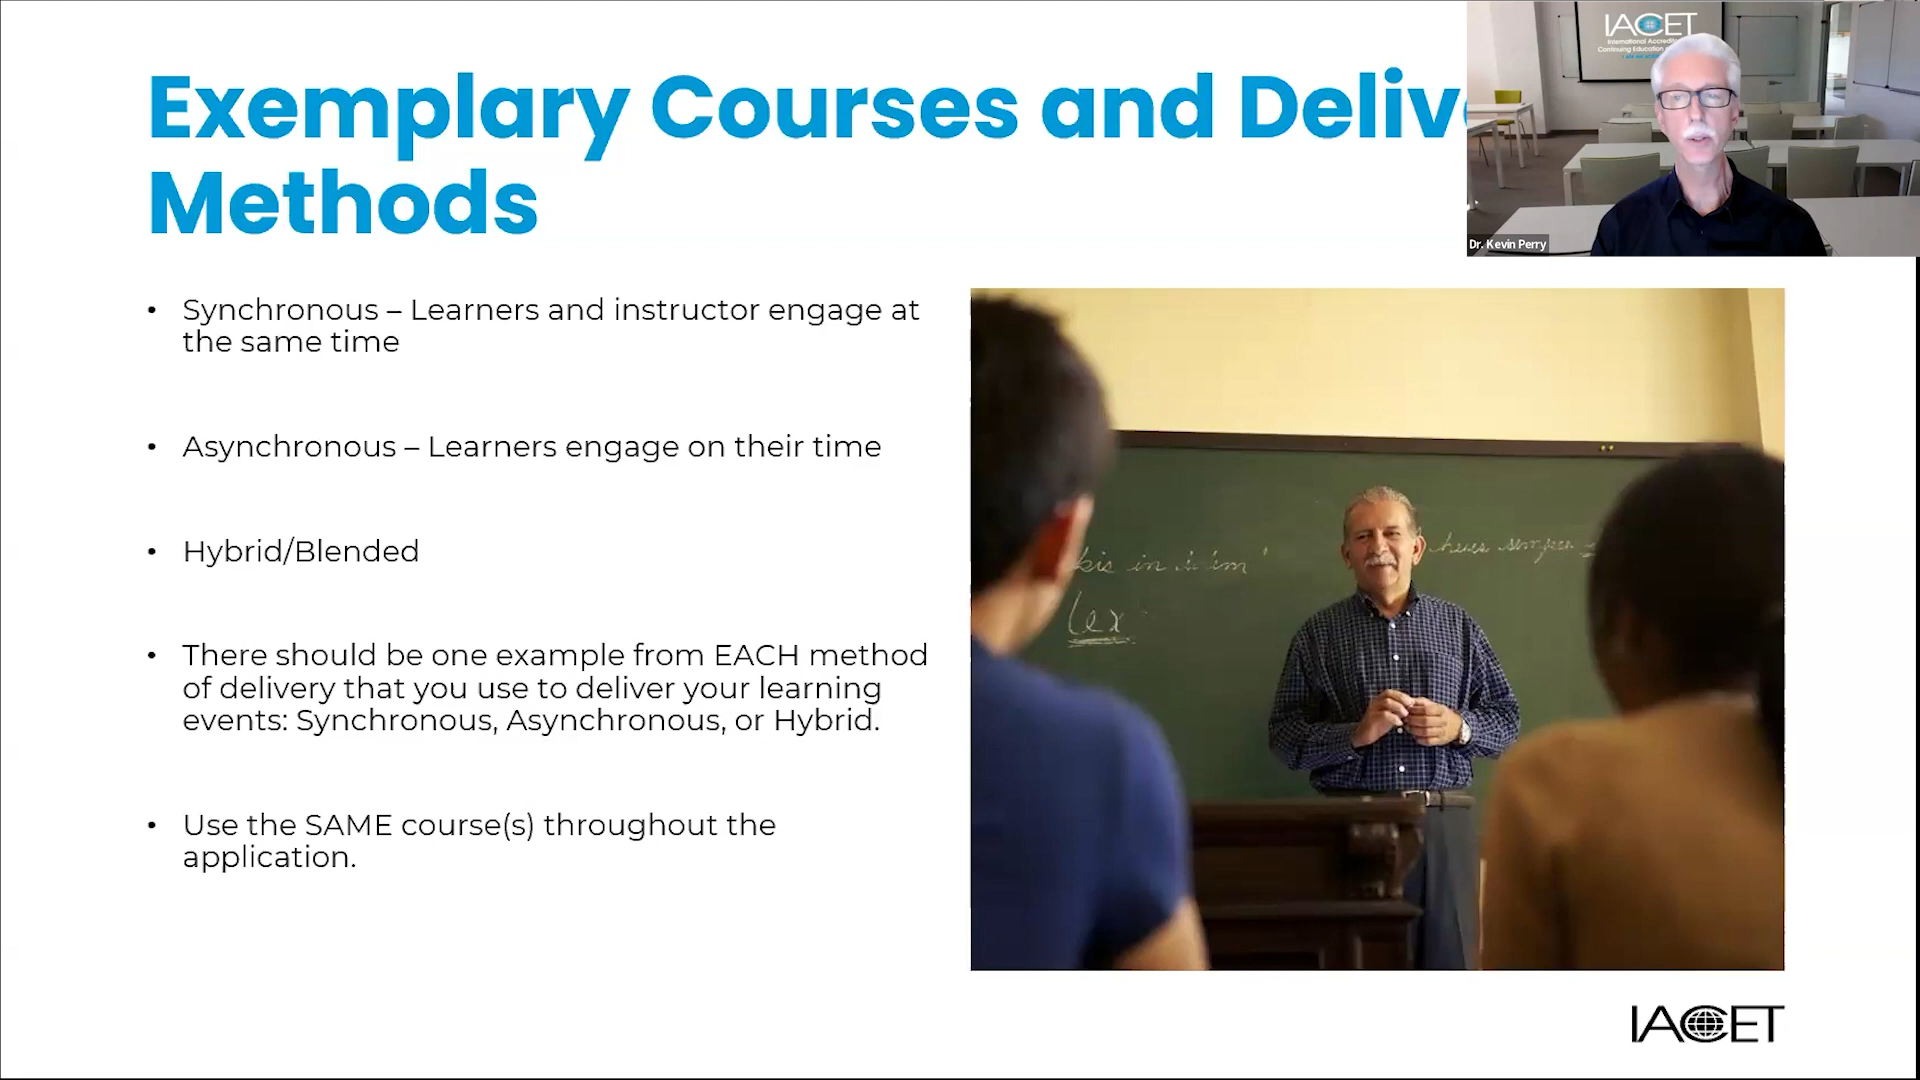 Exemplary Courses and Deliv
Methods
IACET
Dr. Kevin Perry
• Synchronous – Learners and instructor engage at
the same time
• Asynchronous – Learners engage on their time
• Hybrid/Blended
• There should be one example from EACH method
of delivery that you use to deliver your learning
events: Synchronous, Asynchronous, or Hybrid.
• Use the SAME course(s) throughout the
application.
lex
IACET